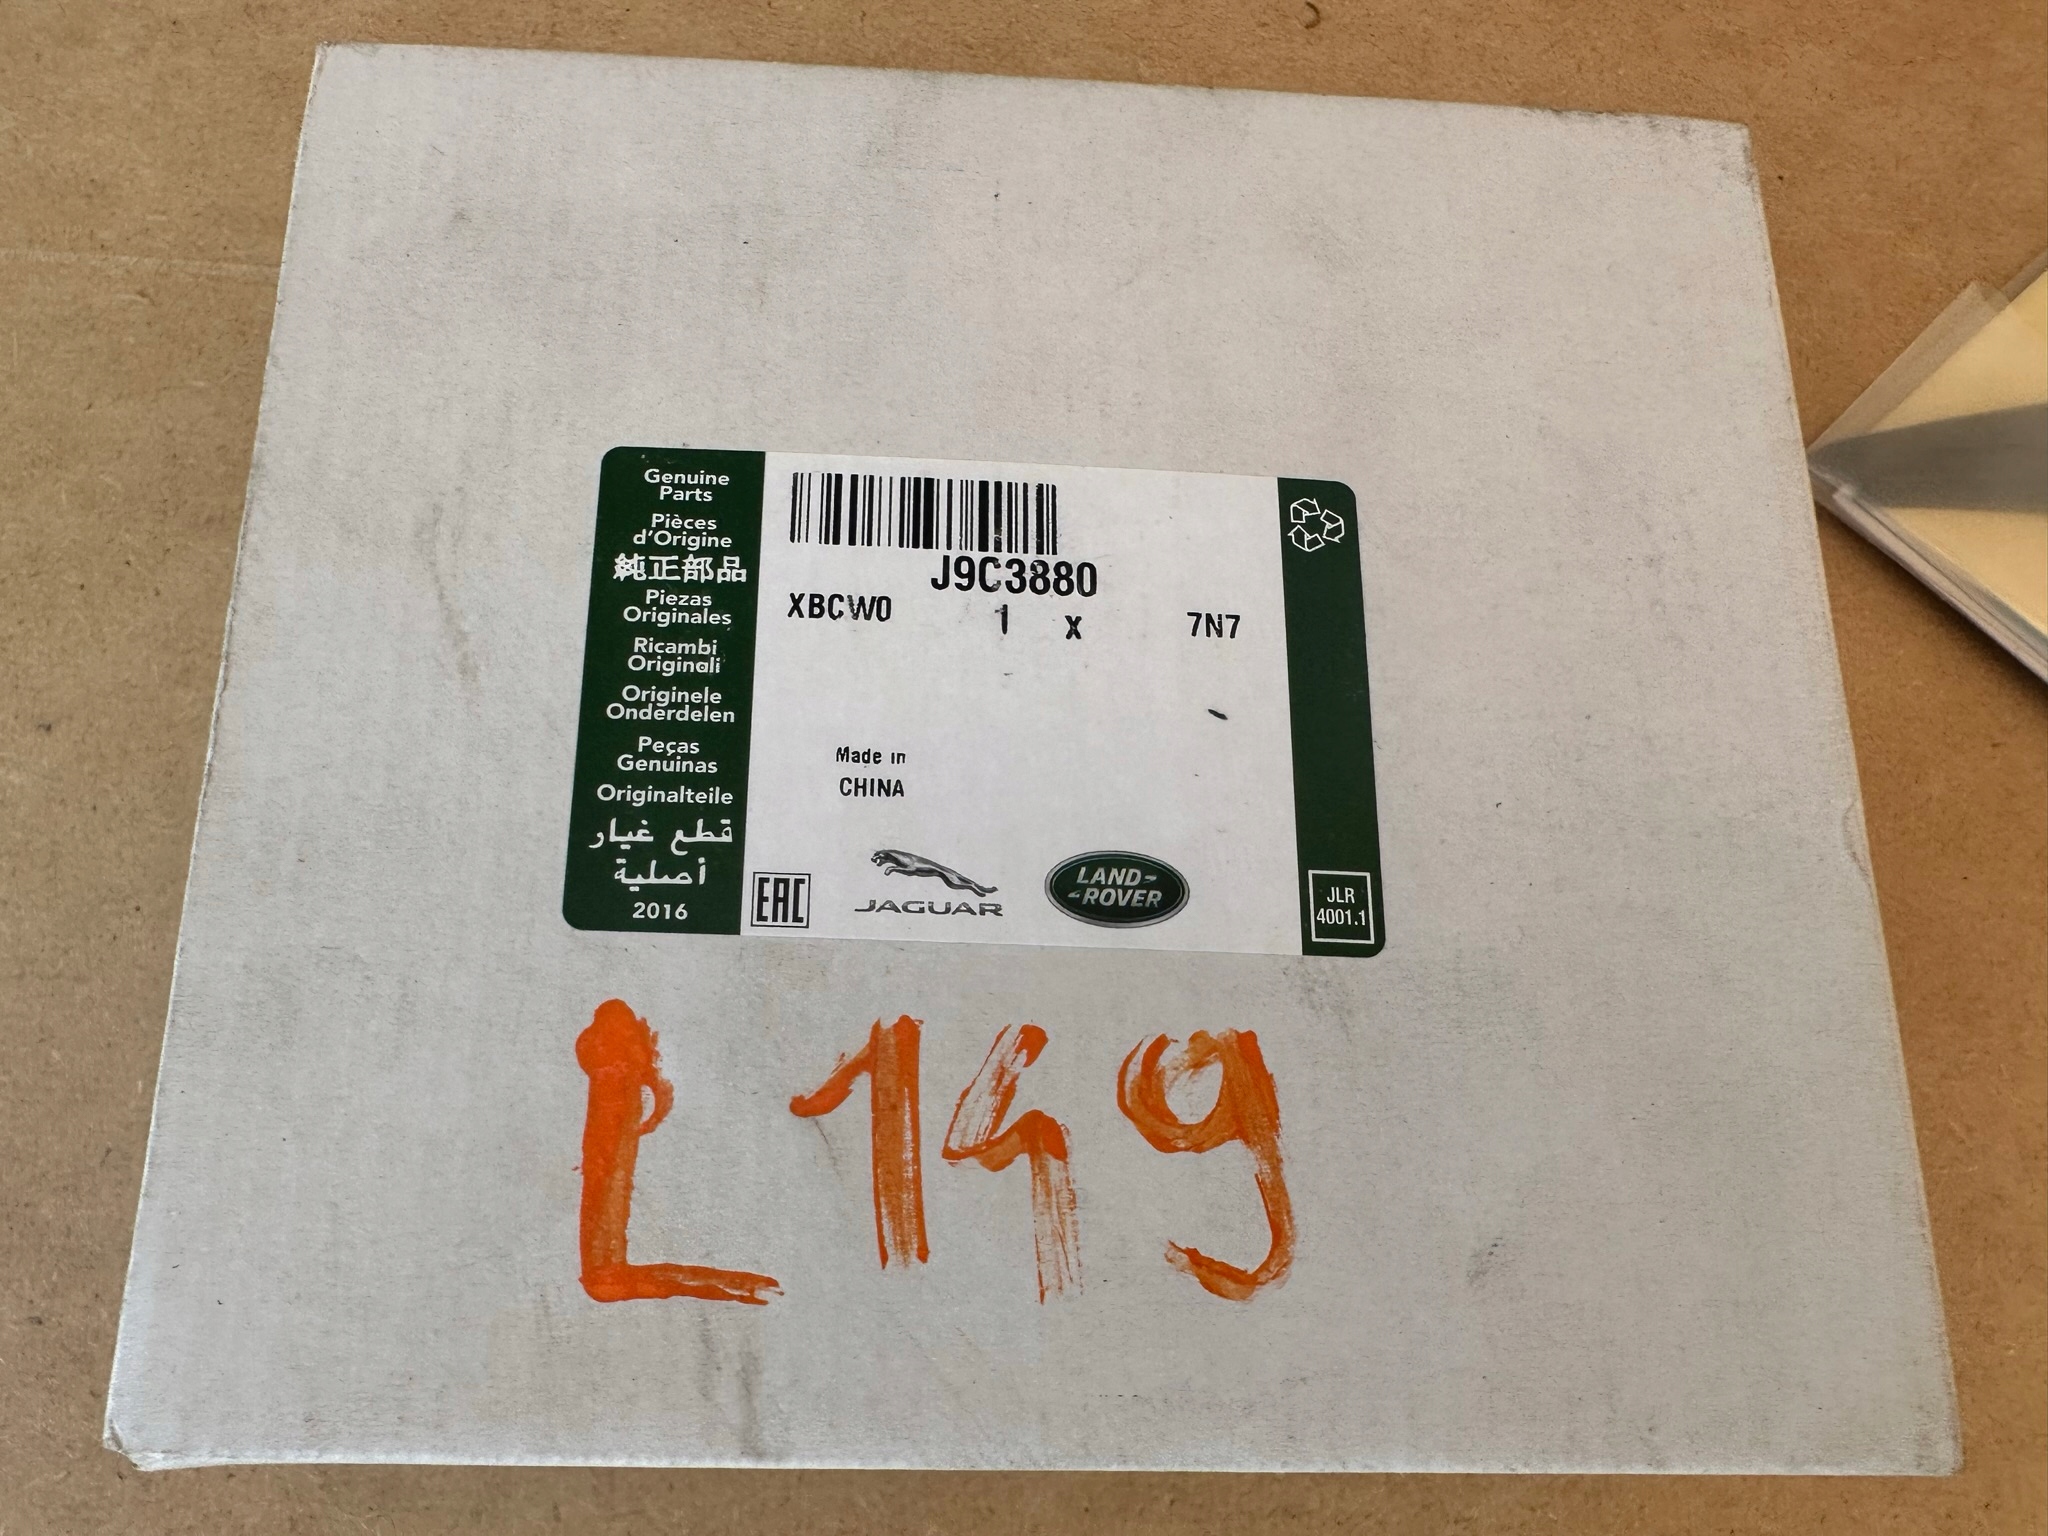 Genuine
Parts
Pièces
d'Origine
純正部品
Piezas
Originales
Ricambi
Originali
Originele
Onderdelen
Peças
Genuinas
Originalteile
قطع غيار
أصلية
2016
J9C3880
XBCW0 1 X 7N7
Made in
CHINA
EAC
JAGUAR
LAND-
-ROVER
JLR
4001.1
L149